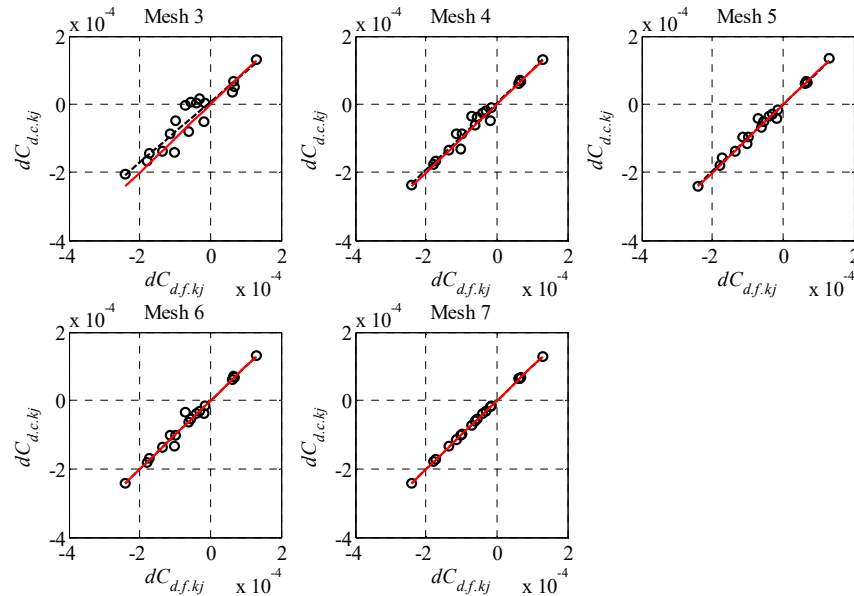 x 10^-4 Mesh 3
2
0
-2
-4
-4 -2 0 2
dC_d.c.kj
dC_d.f.kj x 10^-4
x 10^-4 Mesh 4
2
0
-2
-4
-4 -2 0 2
dC_d.c.kj
dC_d.f.kj x 10^-4
x 10^-4 Mesh 5
2
0
-2
-4
-4 -2 0 2
dC_d.c.kj
dC_d.f.kj x 10^-4
x 10^-4 Mesh 6
2
0
-2
-4
-4 -2 0 2
dC_d.c.kj
dC_d.f.kj x 10^-4
x 10^-4 Mesh 7
2
0
-2
-4
-4 -2 0 2
dC_d.c.kj
dC_d.f.kj x 10^-4